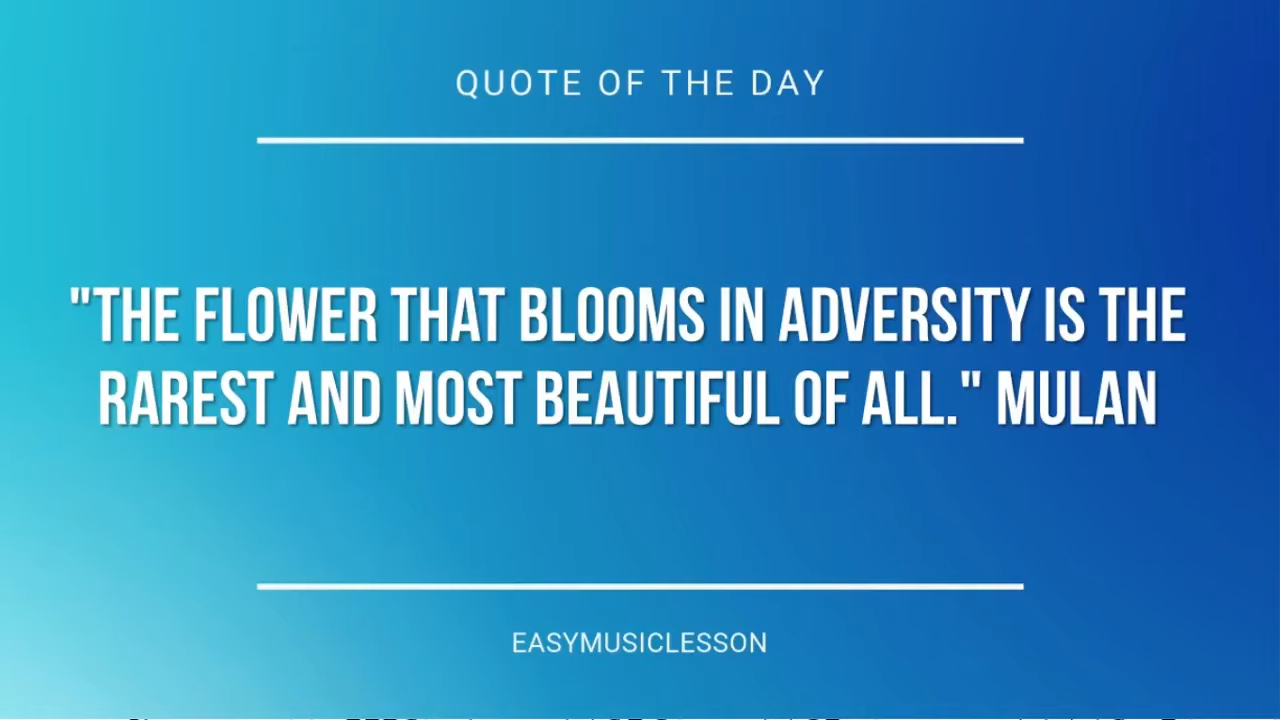 QUOTE OF THE DAY
"THE FLOWER THAT BLOOMS IN ADVERSITY IS THE
RAREST AND MOST BEAUTIFUL OF ALL." MULAN
EASYMUSICLESSON